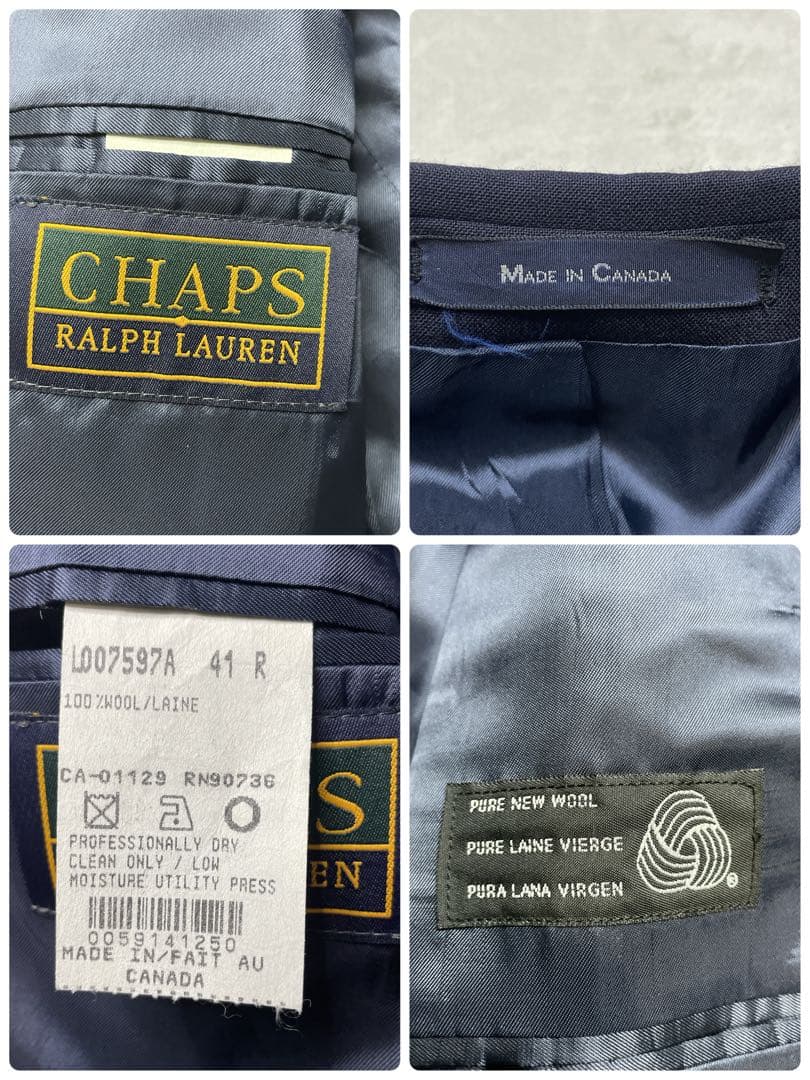 CHAPS
RALPH LAUREN
MADE IN CANADA
L007597A 41 R
100%WOOL/LAINE
CA-01129 RN90736
PROFESSIONALLY DRY
CLEAN ONLY / LOW
MOISTURE UTILITY PRESS
0059141250
MADE IN/FAIT AU
CANADA
S
EN
PURE NEW WOOL
PURE LAINE VIERGE
PURA LANA VIRGEN
®